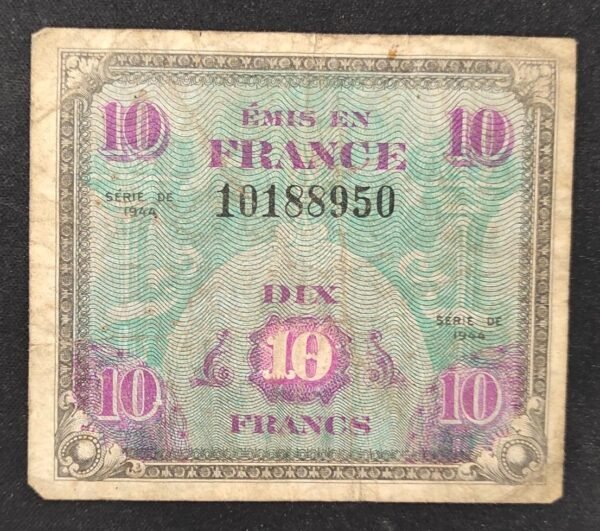 10 ÉMIS EN 10
FRANCE
SÉRIE DE
1944
10188950
DIX
SÉRIE DE
1944
10
10 10
FRANCS